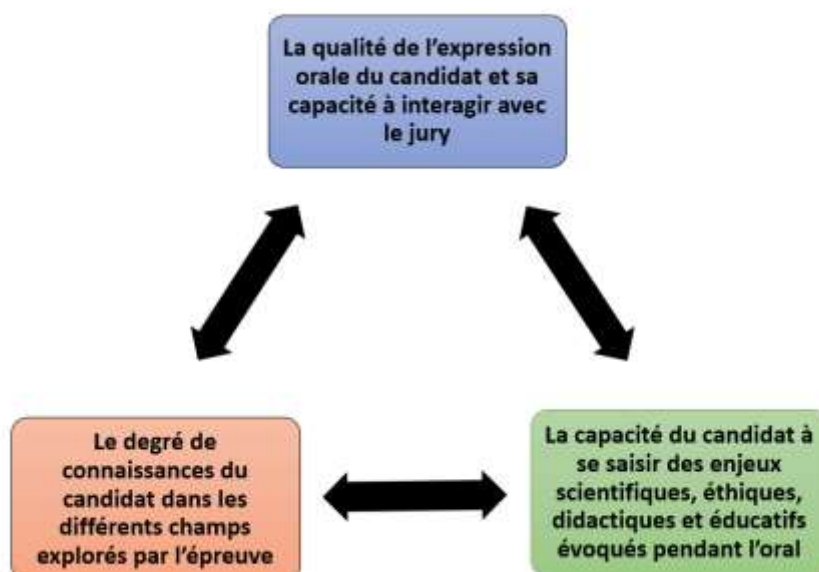 La qualité de l'expression
orale du candidat et sa
capacité à interagir avec
le jury
Le degré de
connaissances du
candidat dans les
différents champs
explorés par l'épreuve
La capacité du candidat à
se saisir des enjeux
scientifiques, éthiques,
didactiques et éducatifs
évoqués pendant l'oral